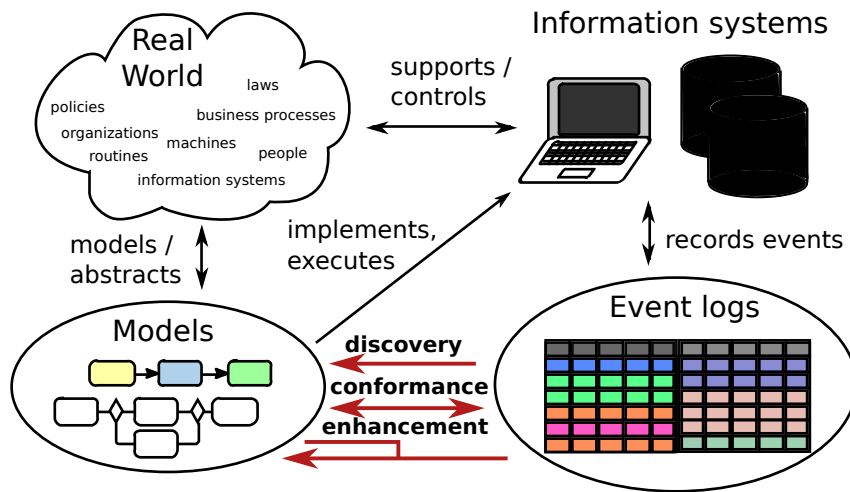 Real
World
laws
policies
business processes
organizations
machines
routines
people
information systems
supports /
controls
Information systems
models /
abstracts
implements,
executes
records events
Models
discovery
conformance
enhancement
Event logs